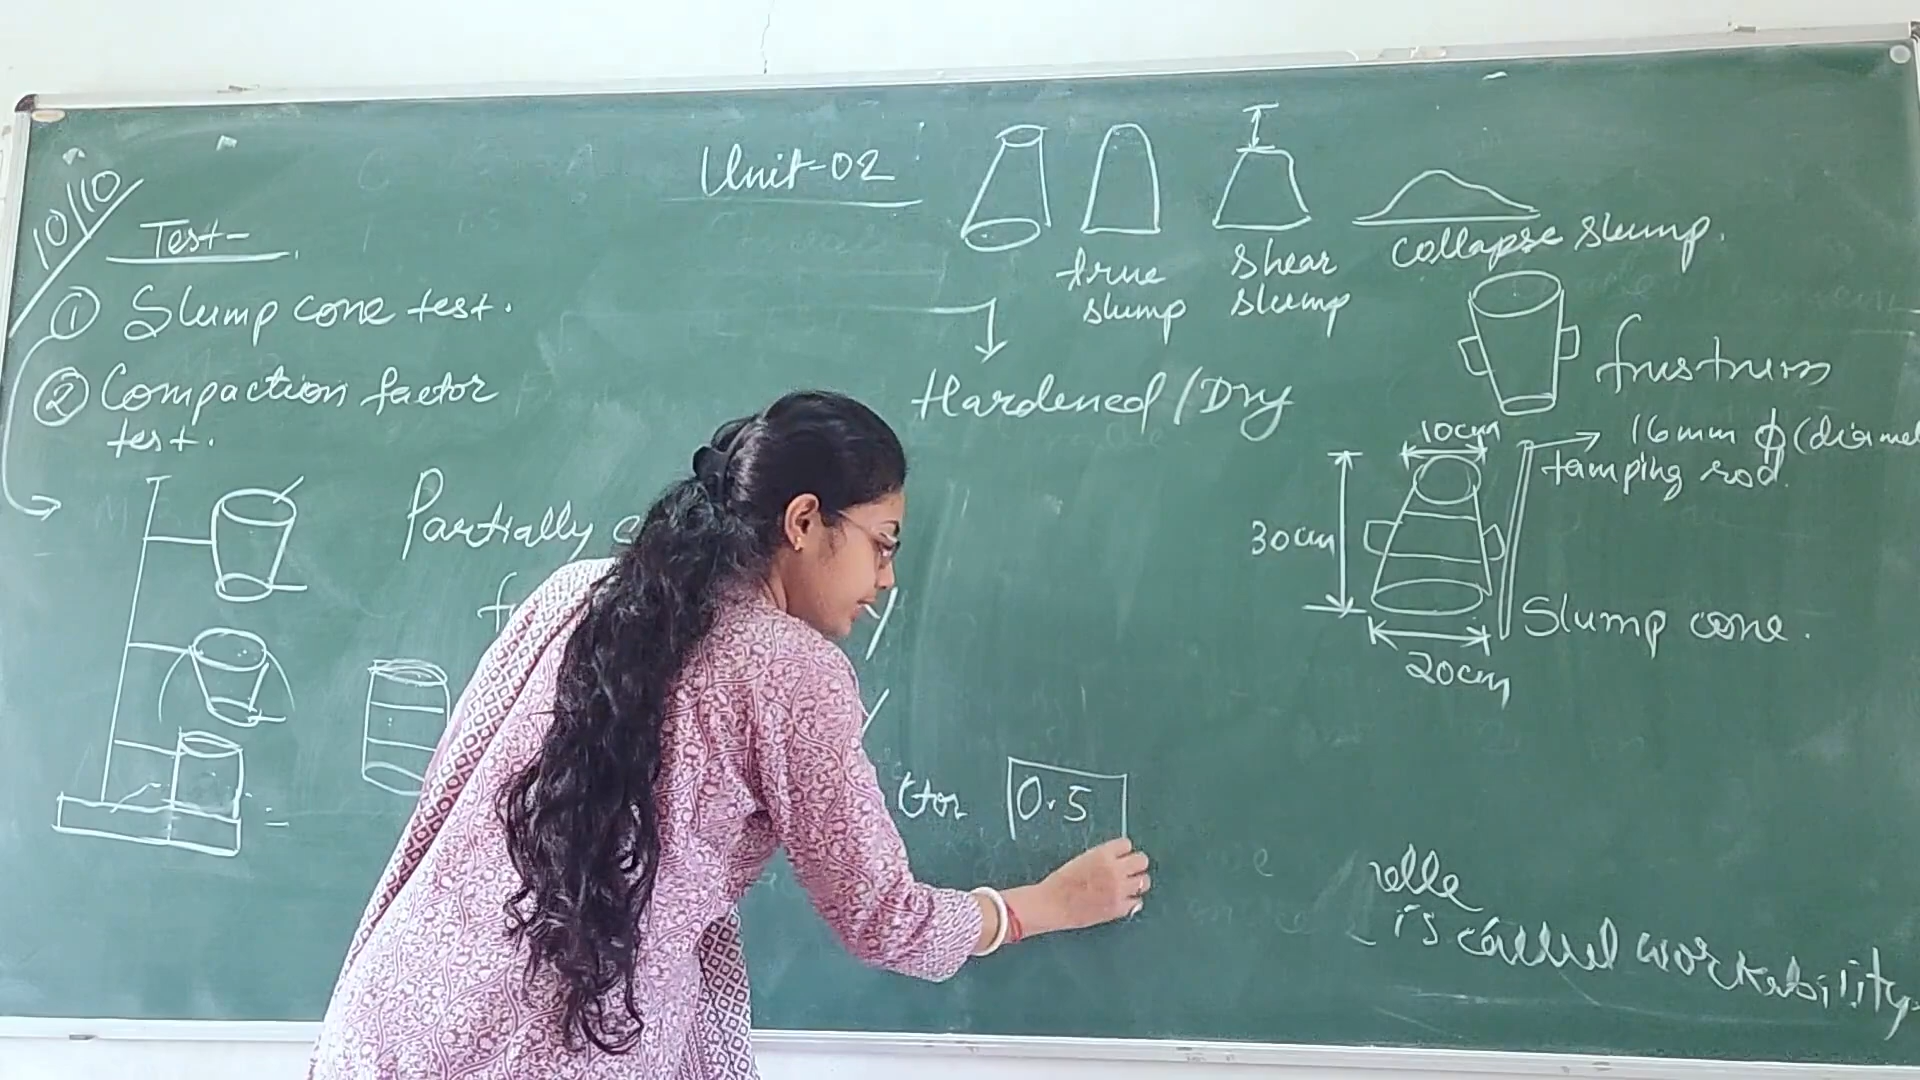 10/10
Unit-02
Test-
① Slump cone test.
② Compaction factor
test.
true
slump
shear
slump
collapse slump.
frustrum
Hardened/Dry
10cm
16mm ϕ (diamet
tamping rod.
30cm
Slump cone.
20cm
Partially
0.5
is called workability.